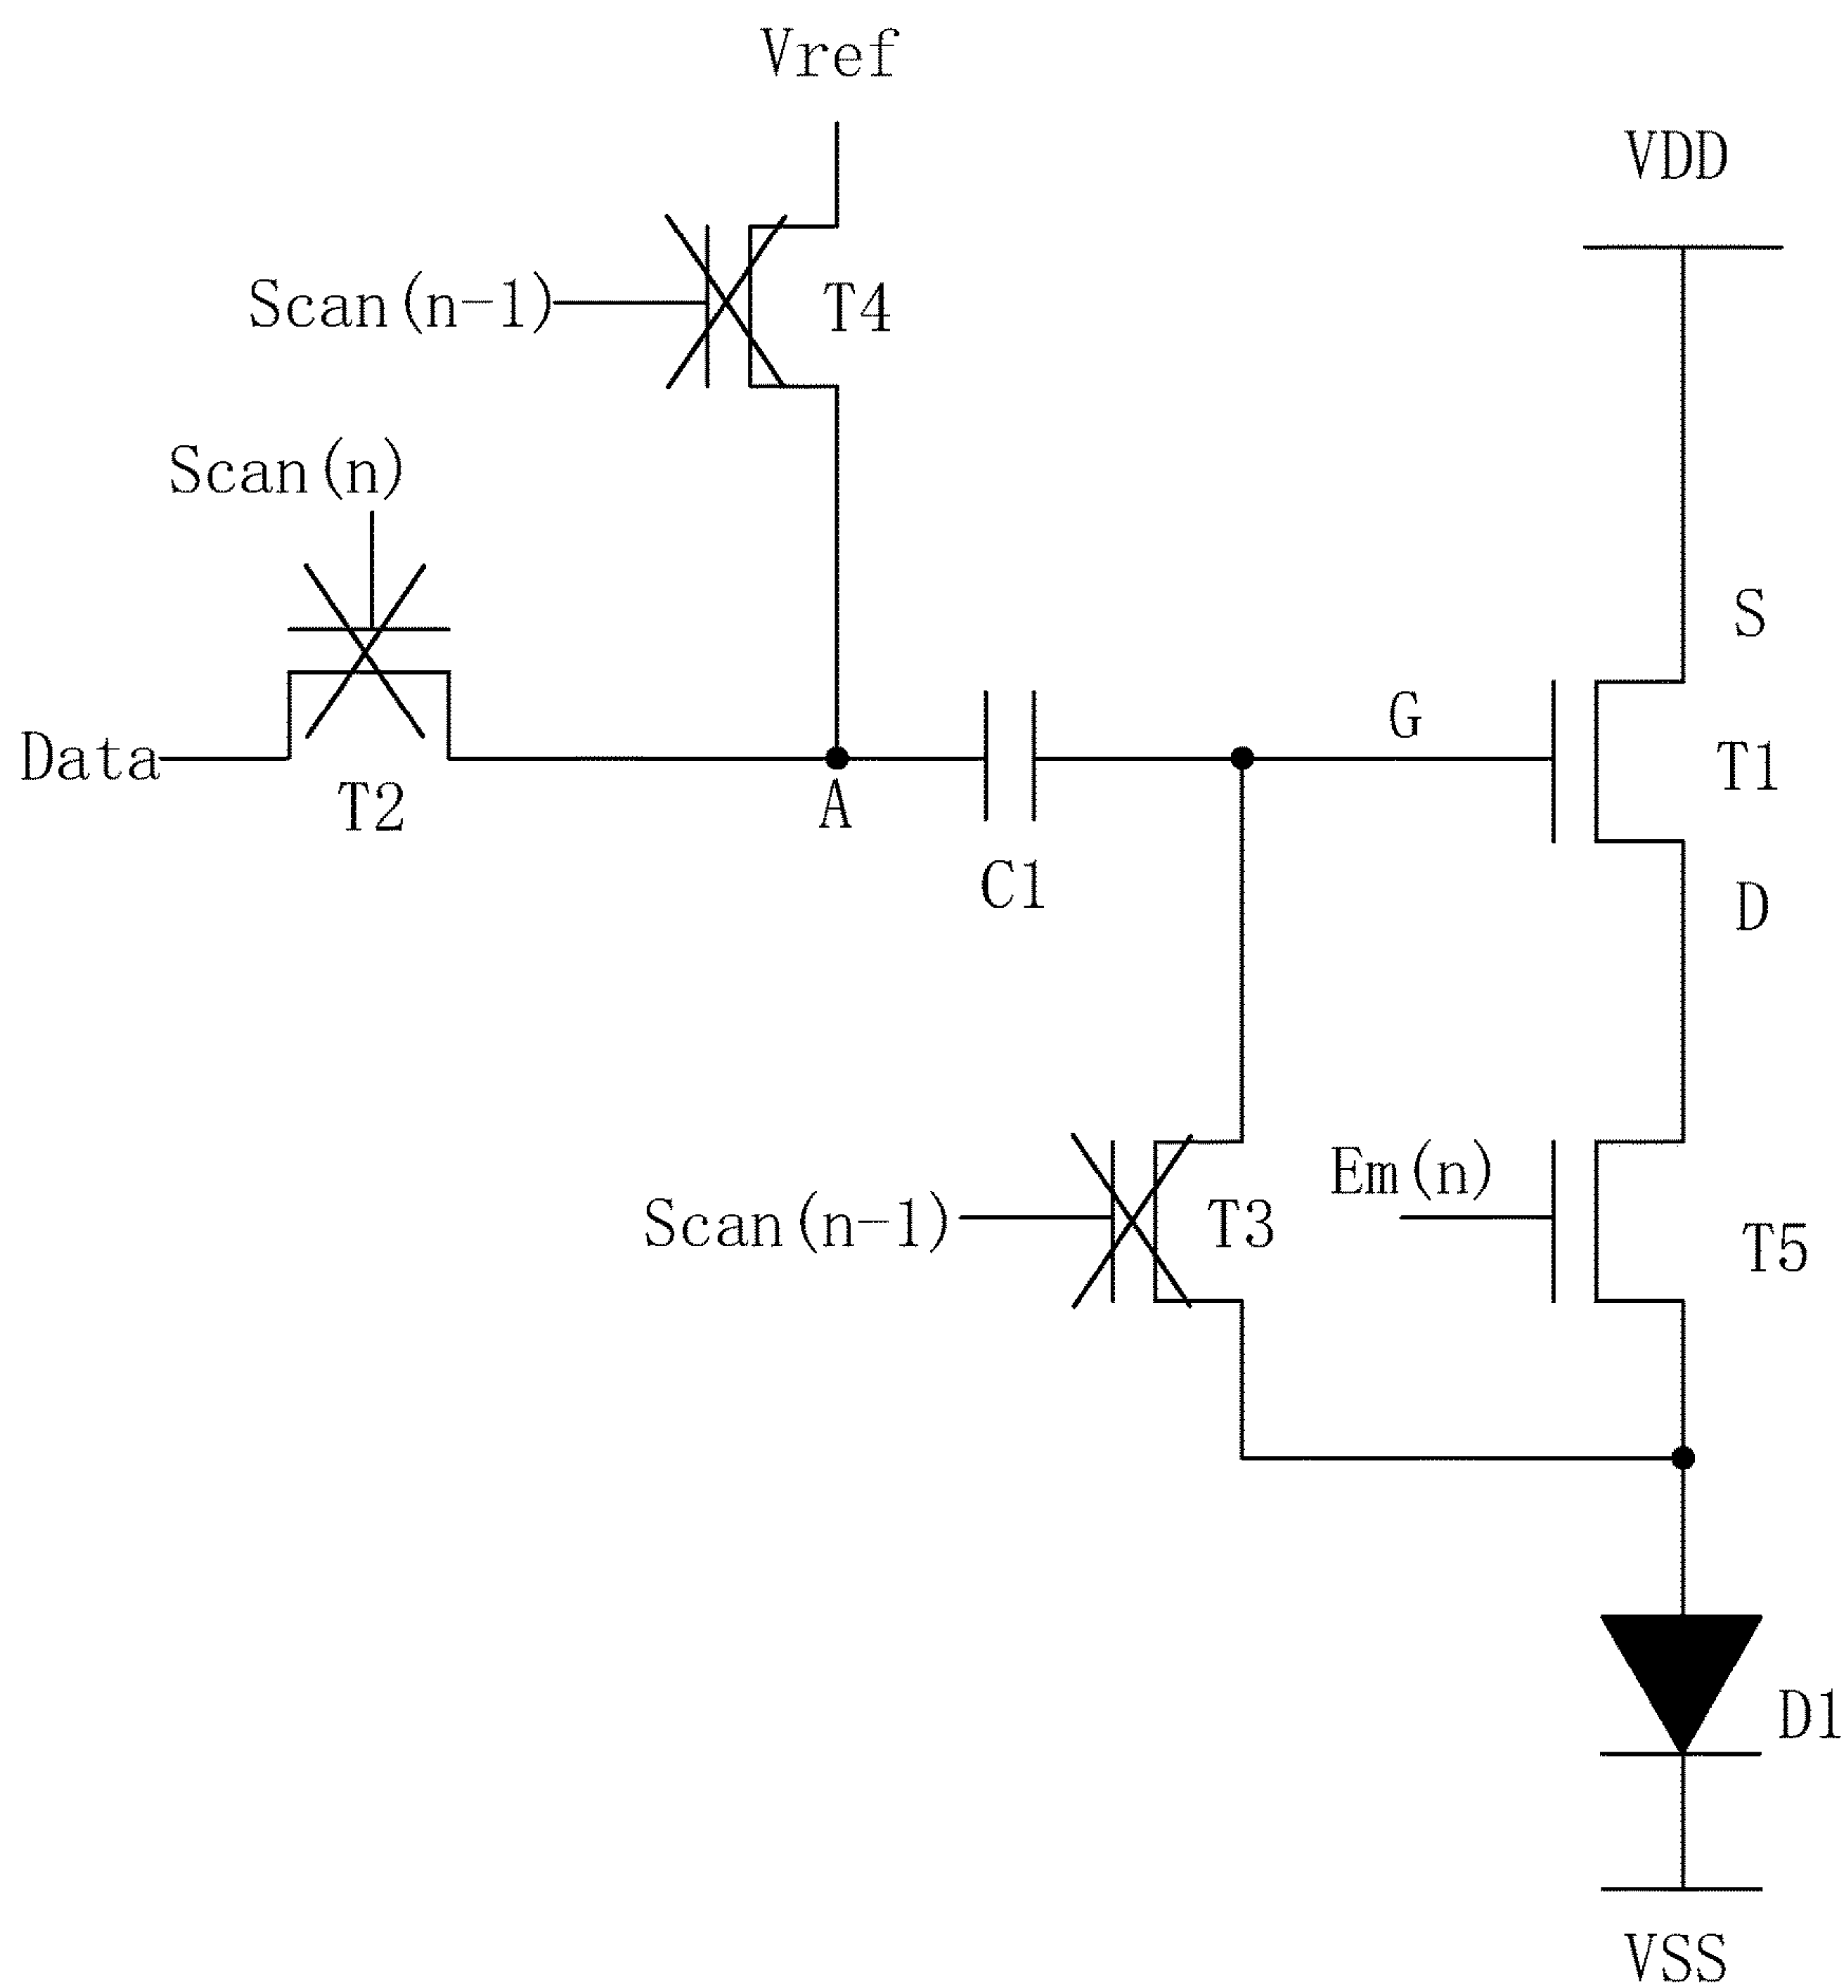 Vref
VDD
Scan(n-1)
T4
Scan(n)
S
G
T1
Data
T2
A
C1
D
Em(n)
Scan(n-1)
T3
T5
D1
VSS